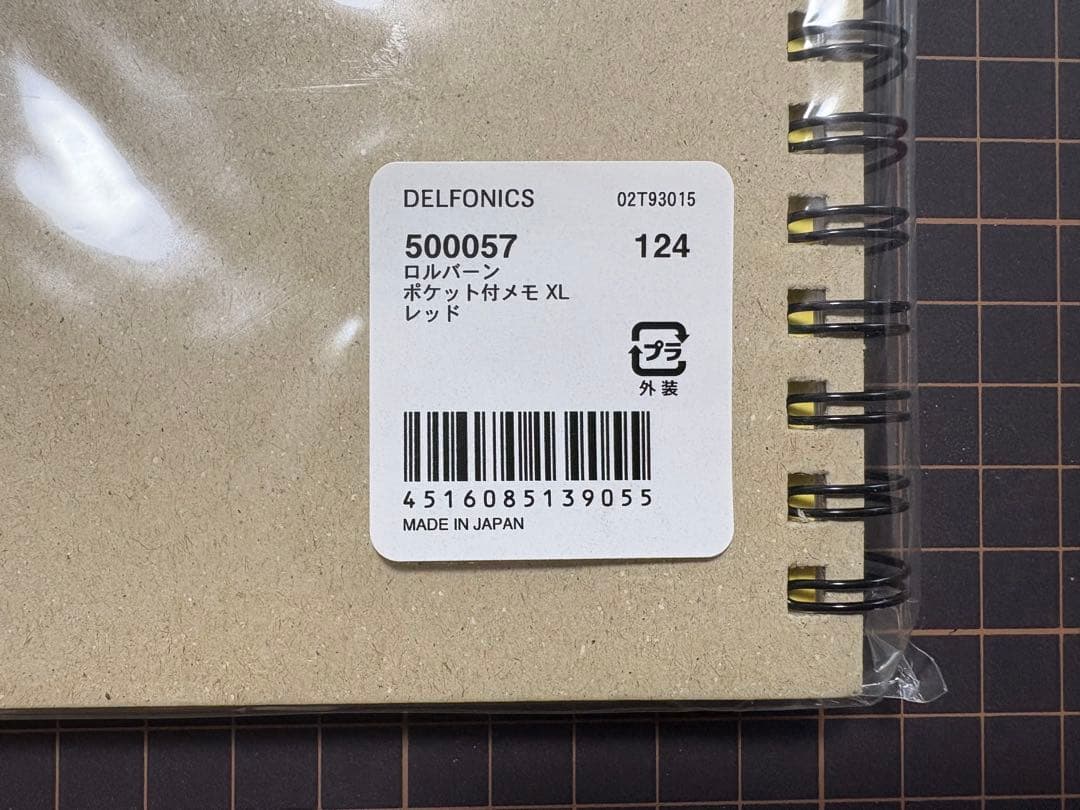 DELFONICS 02T93015
500057 124
ロルバーン
ポケット付メモ XL
レッド
プラ
外装
4516085139055
MADE IN JAPAN